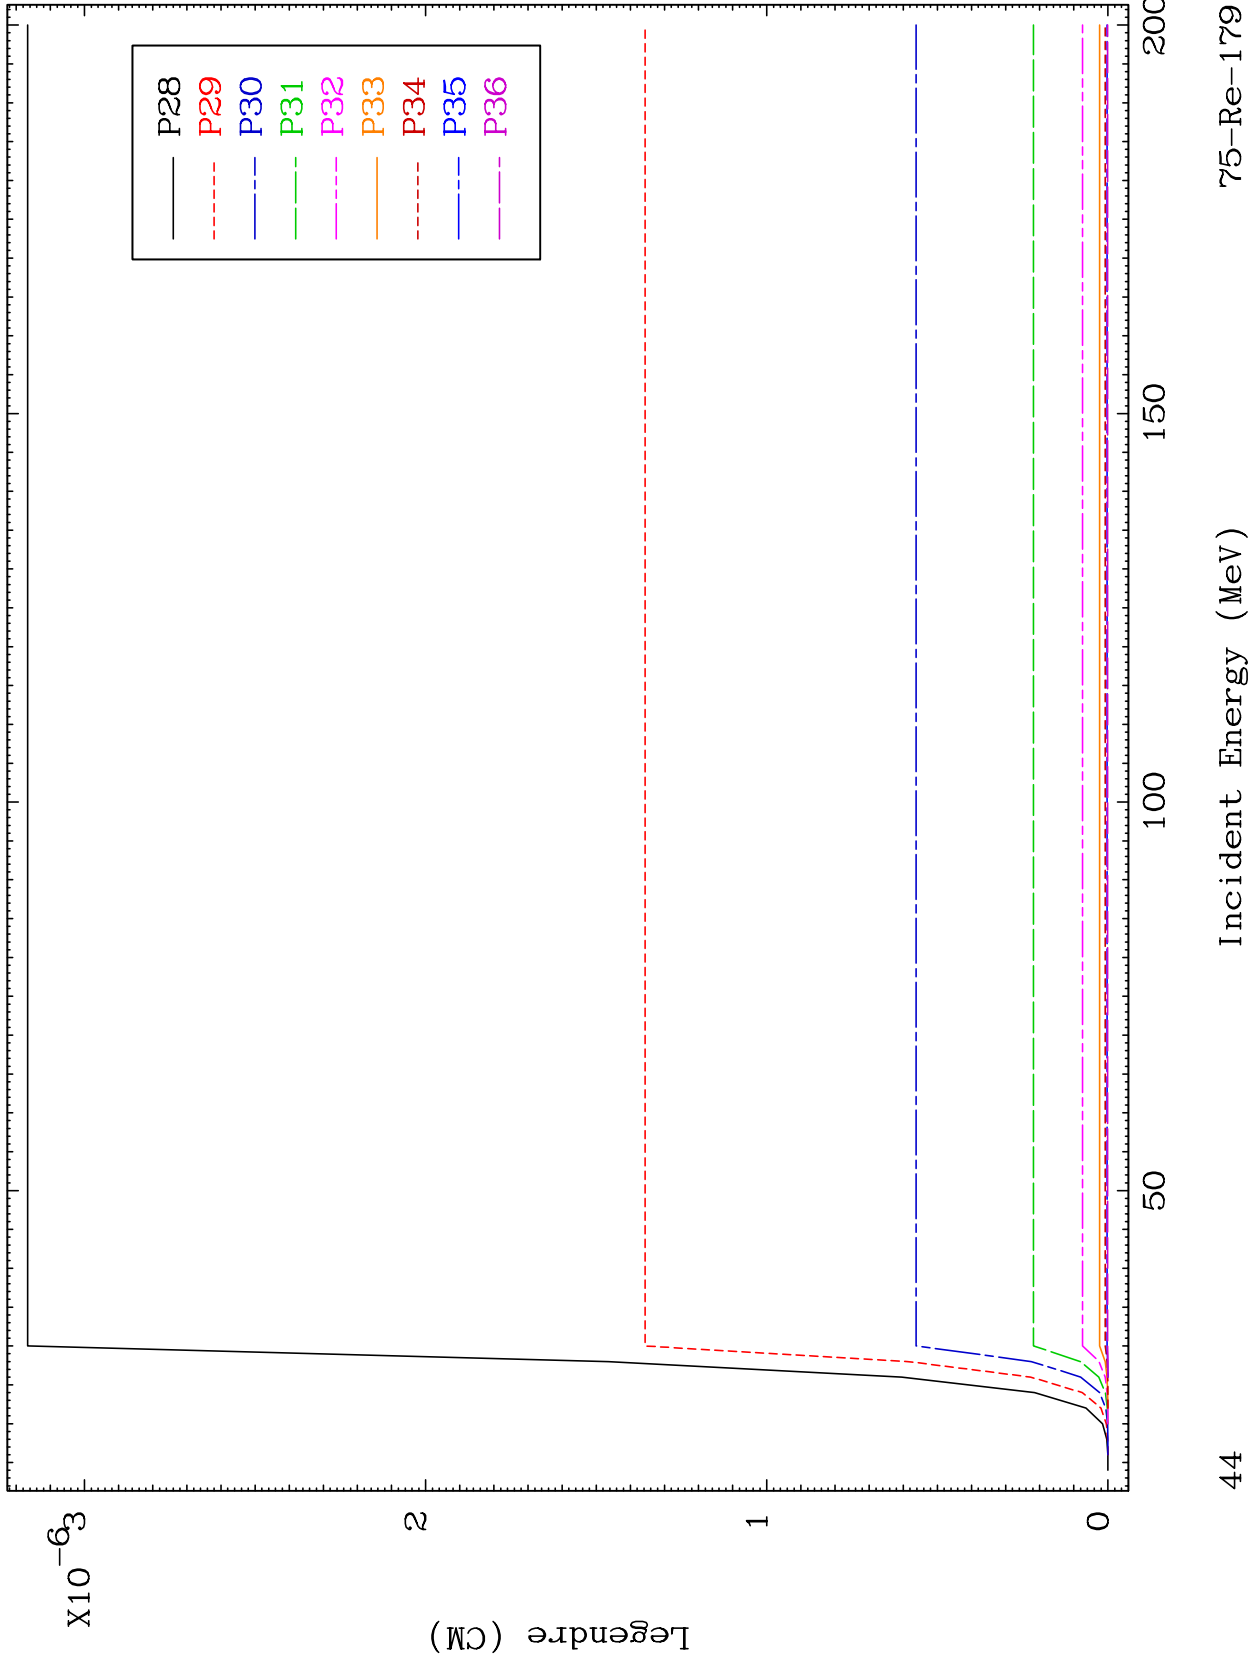 X10−6
3
2
1
0
Legendre (CM)
P28
P29
P30
P31
P32
P33
P34
P35
P36
50
100
150
200
Incident Energy (MeV)
44
75-Re-179